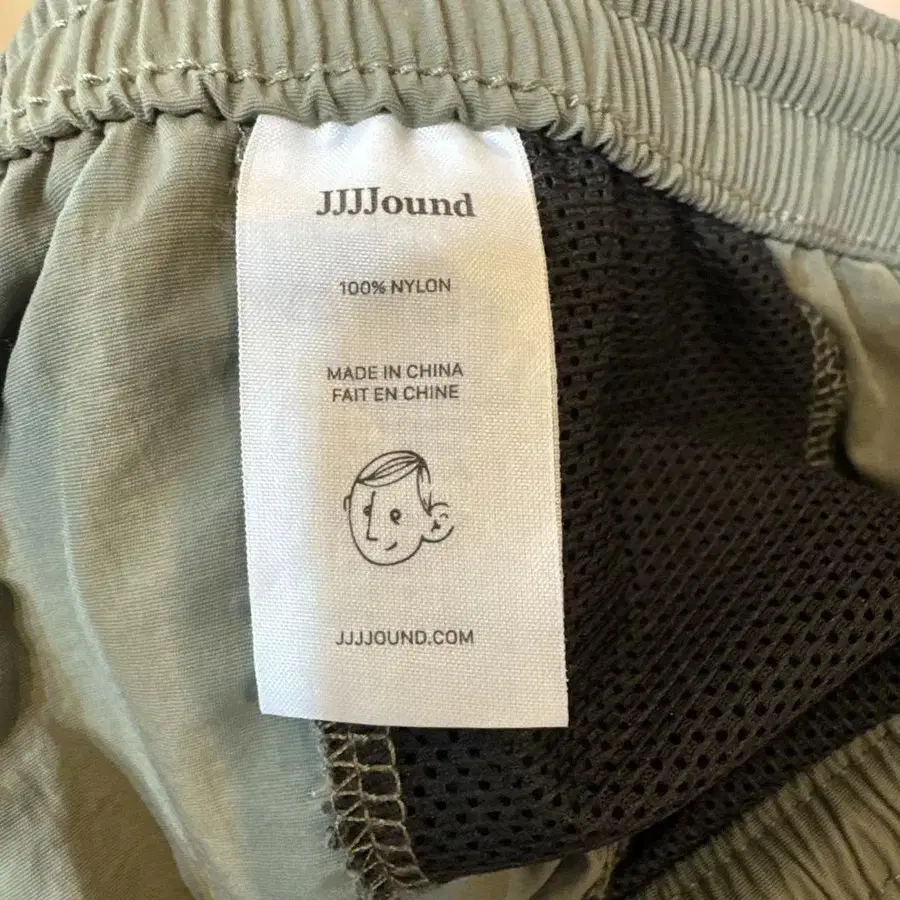 JJJJound
100% NYLON
MADE IN CHINA
FAIT EN CHINE
JJJJOUND.COM